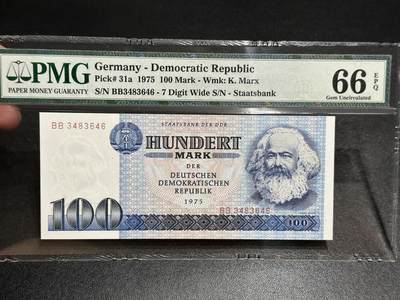 PMG
PAPER MONEY GUARANTY
Germany - Democratic Republic
Pick# 31a 1975 100 Mark - Wmk: K. Marx
S/N BB3483646 - 7 Digit Wide S/N - Staatsbank
66 EPQ
Gem Uncirculated
BB 3483646
STAATSBANK DER DDR
HUNDERT
MARK
DER
DEUTSCHEN
DEMOKRATISCHEN
REPUBLIK
1975
BB 3483646
100
100